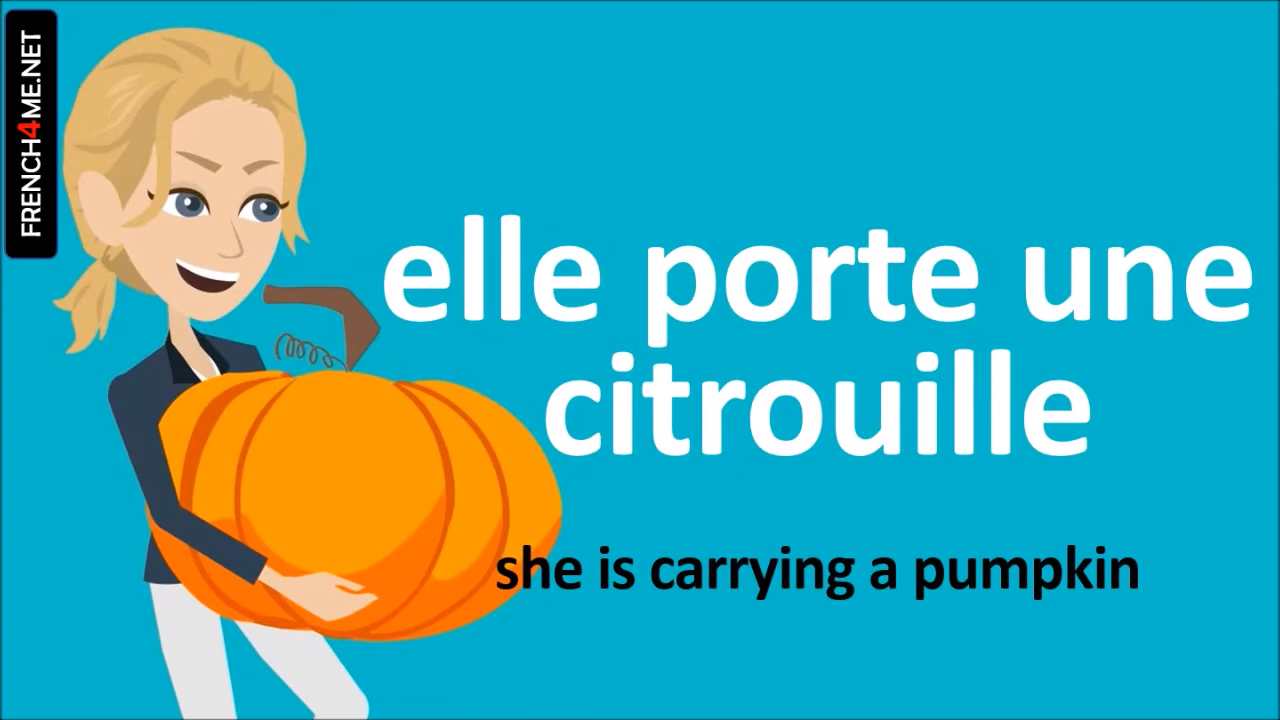 FRENCH4ME.NET
elle porte une
citrouille
she is carrying a pumpkin